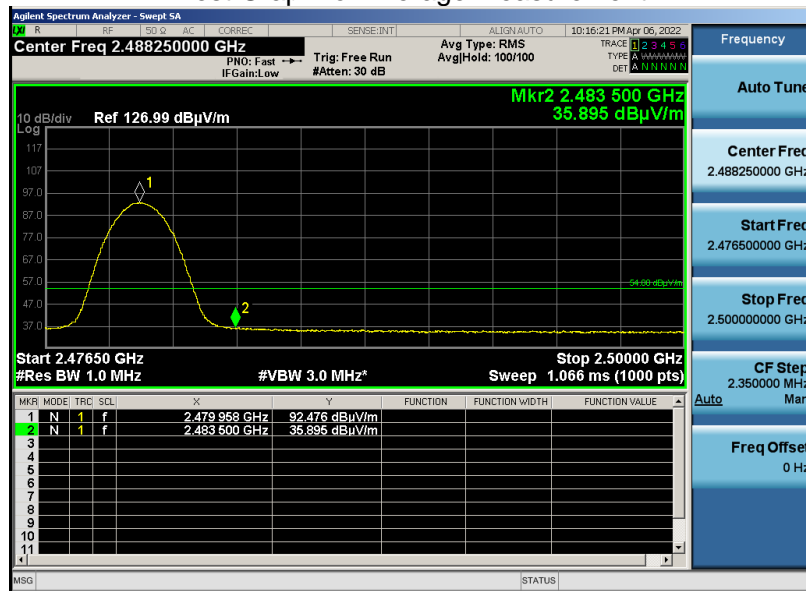 Agilent Spectrum Analyzer - Swept SA
LXI R RF 50 Ω AC CORREC SENSE:INT ALIGN AUTO 10:16:21 PM Apr 06, 2022
Center Freq 2.488250000 GHz
PNO: Fast
IFGain:Low
Trig: Free Run
#Atten: 30 dB
Avg Type: RMS
Avg|Hold: 100/100
TRACE 1 2 3 4 5 6
TYPE A WWWWW
DET A N N N N N
Mkr2 2.483 500 GHz
35.895 dBµV/m
10 dB/div Ref 126.99 dBµV/m
Log
117
107
97.0
87.0
77.0
67.0
57.0
47.0
37.0
1
2
54.00 dBµV/m
Start 2.47650 GHz Stop 2.50000 GHz
#Res BW 1.0 MHz #VBW 3.0 MHz* Sweep 1.066 ms (1000 pts)
MKR MODE TRC SCL X Y FUNCTION FUNCTION WIDTH FUNCTION VALUE
1 N 1 f 2.479 958 GHz 92.476 dBµV/m
2 N 1 f 2.483 500 GHz 35.895 dBµV/m
3
4
5
6
7
8
9
10
11
MSG STATUS
Frequency
Auto Tune
Center Freq
2.488250000 GHz
Start Freq
2.476500000 GHz
Stop Freq
2.500000000 GHz
CF Step
2.350000 MHz
Auto Man
Freq Offset
0 Hz